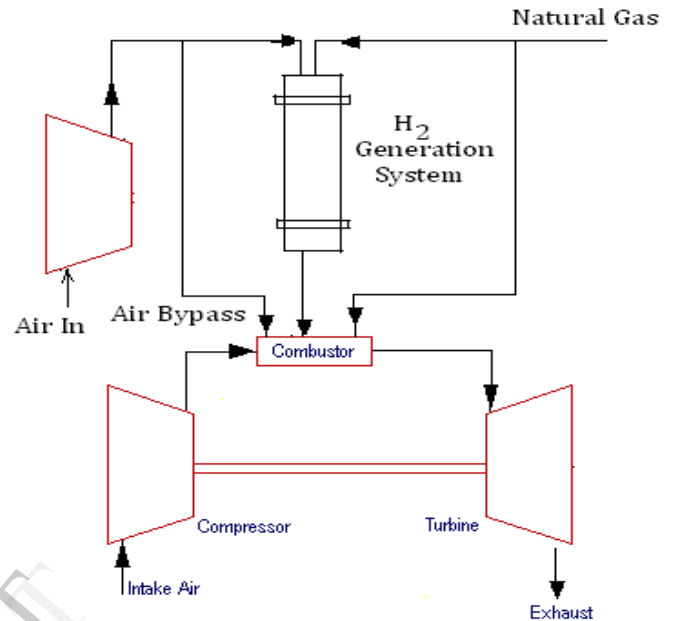 Natural Gas
H2
Generation
System
Air In
Air Bypass
Combustor
Compressor
Turbine
Intake Air
Exhaust